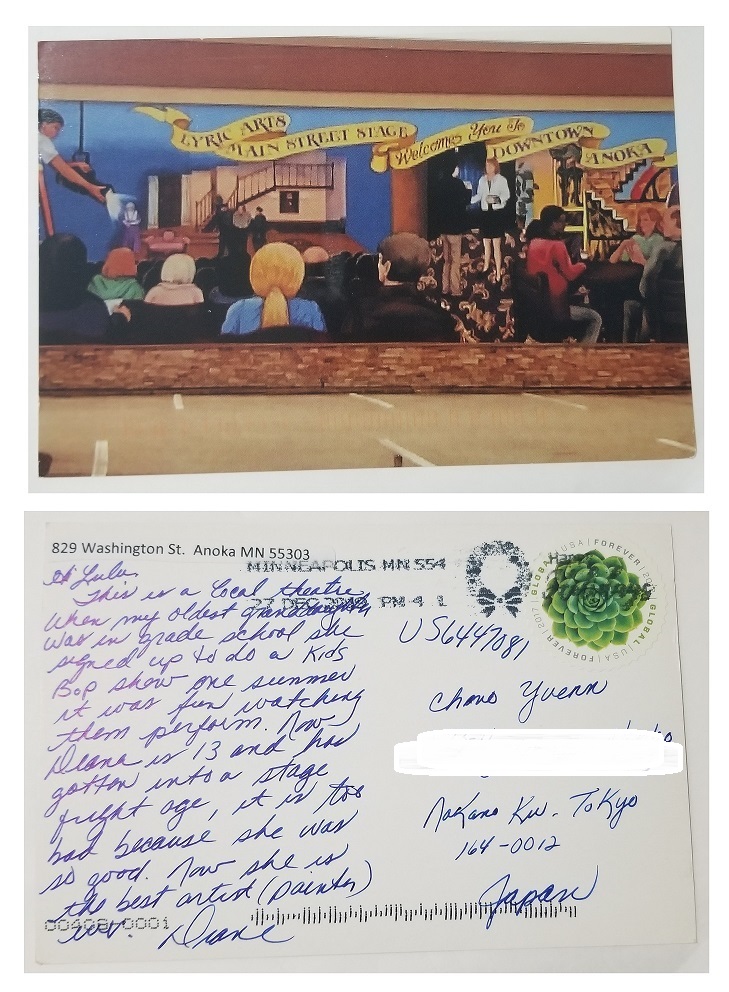 LYRIC ARTS
MAIN STREET STAGE
Welcomes You To
DOWNTOWN
ANOKA
829 Washington St. Anoka MN 55303
MINNEAPOLIS MN 554
27 DEC PM 4 L
GLOBAL | USA | FOREVER | 2017
GLOBAL | USA | FOREVER
Hi Lulu,
This is a local theatre
When my oldest granddaughter
was in grade school she
signed up to do a Kids
Bop show one summer
it was fun watching
them perform. Now
Diana is 13 and has
gotten into a stage
fright age, it is too
bad because she was
so good. Now she is
the best artist (painter)
ever. Diane
US6447081
Chano Yuenn
Nakano Ku. Tokyo
164-0012
Japan
00408 0001